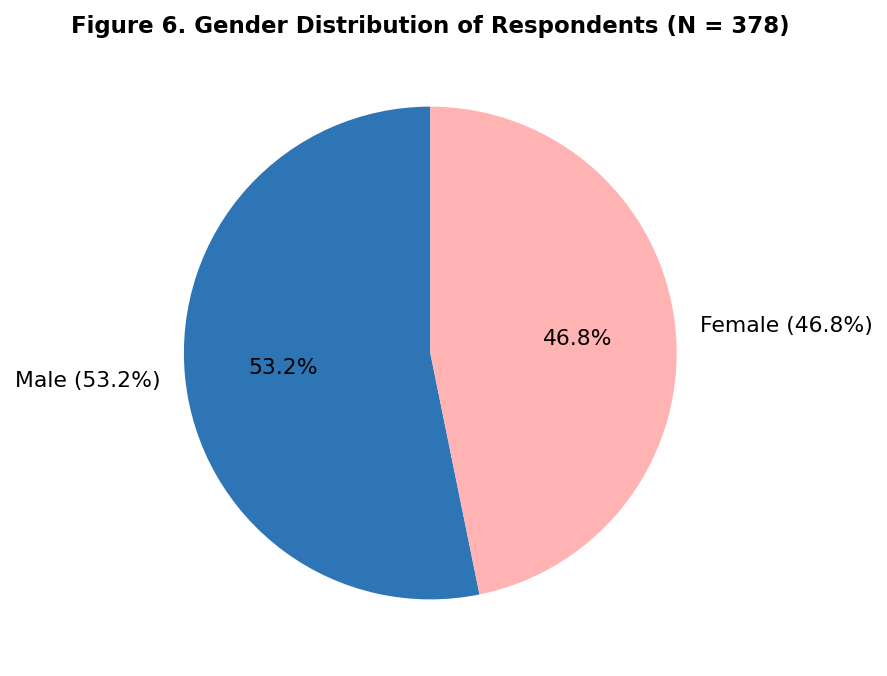 Figure 6. Gender Distribution of Respondents (N = 378)
Female (46.8%)
46.8%
53.2%
Male (53.2%)